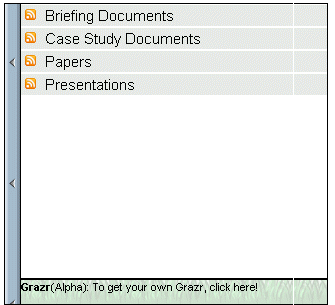 Briefing Documents
Case Study Documents
Papers
Presentations
Grazr(Alpha): To get your own Grazr, click here!